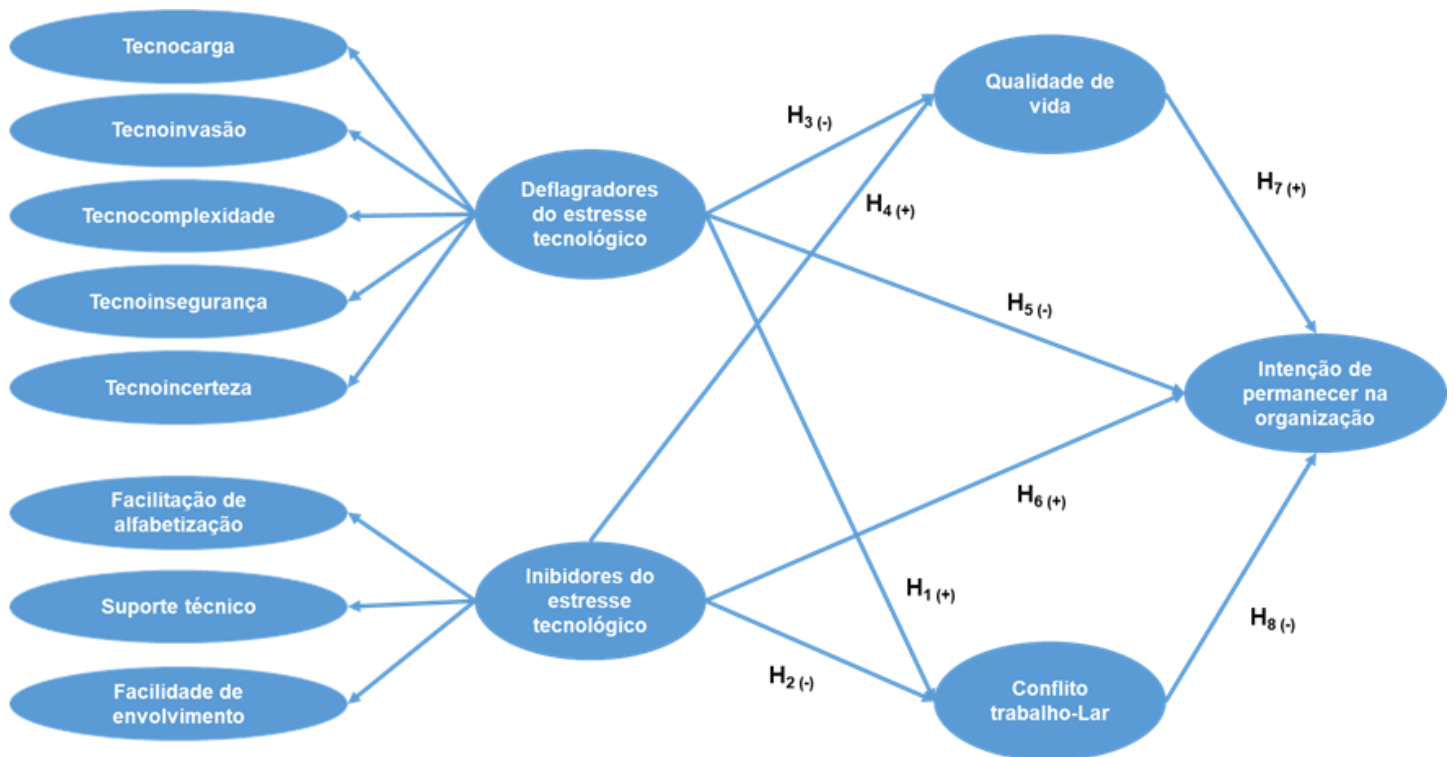 Tecnocarga
Tecnoinvasão
Tecnocomplexidade
Tecnoinsegurança
Tecnoincerteza
Facilitação de
alfabetização
Suporte técnico
Facilidade de
envolvimento
Deflagradores
do estresse
tecnológico
Inibidores do
estresse
tecnológico
H3 (-)
H4 (+)
H5 (-)
H6 (+)
H1 (+)
H2 (-)
Qualidade de
vida
Conflito
trabalho-Lar
H7 (+)
H8 (-)
Intenção de
permanecer na
organização